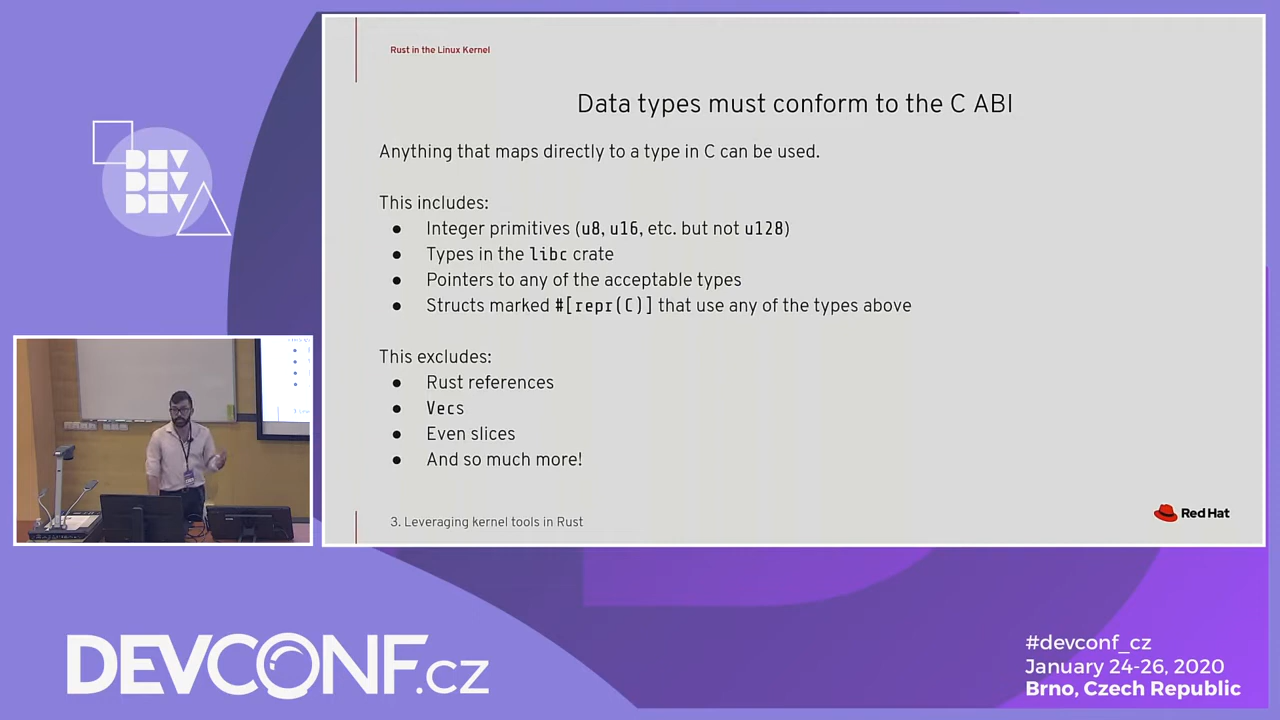 Rust in the Linux Kernel
Data types must conform to the C ABI
Anything that maps directly to a type in C can be used.
This includes:
● Integer primitives (u8, u16, etc. but not u128)
● Types in the libc crate
● Pointers to any of the acceptable types
● Structs marked #[repr(C)] that use any of the types above
This excludes:
● Rust references
● Vecs
● Even slices
● And so much more!
3. Leveraging kernel tools in Rust
Red Hat
DEV
DEV
DEV
DEVCONF.cz
#devconf_cz
January 24-26, 2020
Brno, Czech Republic